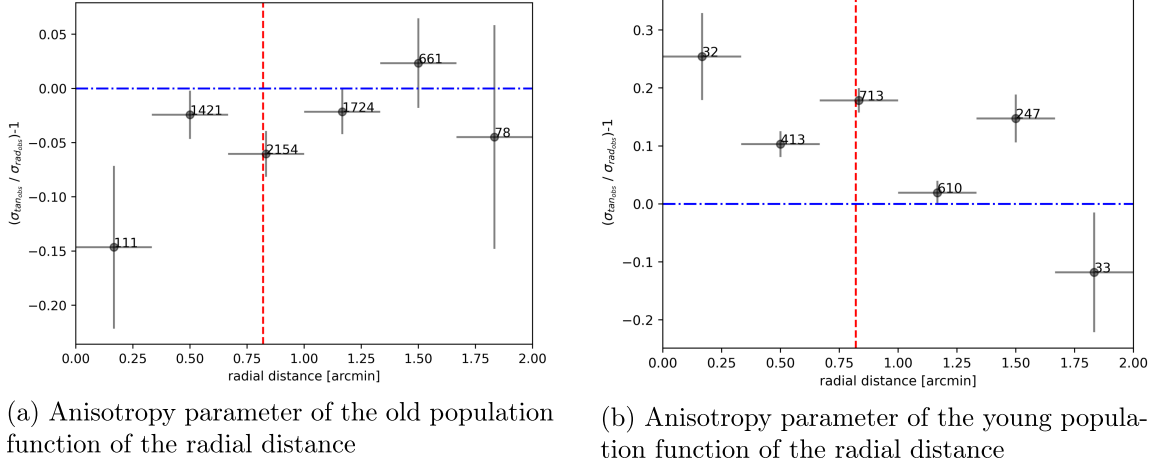 0.05
0.00
−0.05
−0.10
−0.15
−0.20
(σ_tan_obs / σ_rad_obs)-1
111
1421
2154
1724
661
78
0.00 0.25 0.50 0.75 1.00 1.25 1.50 1.75 2.00
radial distance [arcmin]
(a) Anisotropy parameter of the old population
function of the radial distance
0.3
0.2
0.1
0.0
−0.1
−0.2
(σ_tan_obs / σ_rad_obs)-1
32
413
713
610
247
33
0.00 0.25 0.50 0.75 1.00 1.25 1.50 1.75 2.00
radial distance [arcmin]
(b) Anisotropy parameter of the young popula-
tion function of the radial distance